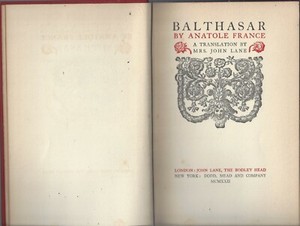 BALTHASAR
BY ANATOLE FRANCE
A TRANSLATION BY
MRS. JOHN LANE
LONDON: JOHN LANE, THE BODLEY HEAD
NEW YORK: DODD, MEAD AND COMPANY